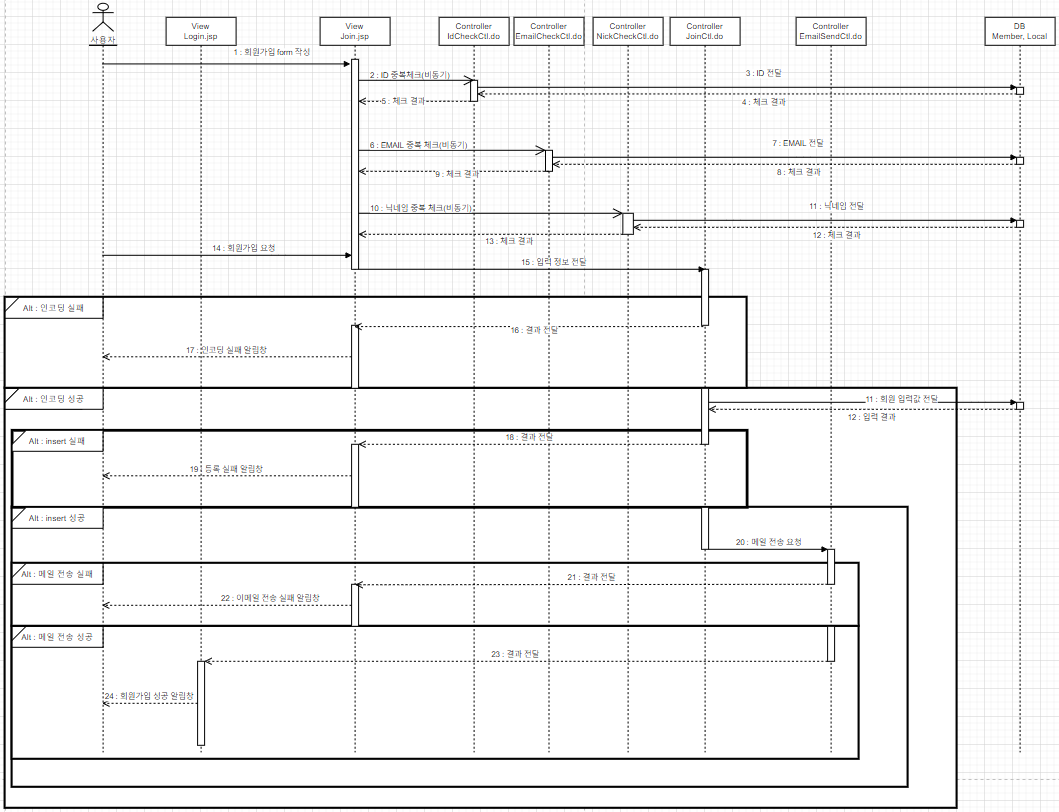 사용자
View
Login.jsp
View
Join.jsp
Controller
IdCheckCtl.do
Controller
EmailCheckCtl.do
Controller
NickCheckCtl.do
Controller
JoinCtl.do
Controller
EmailSendCtl.do
DB
Member, Local
1 : 회원가입 form 작성
2 : ID 중복체크(비동기)
3 : ID 전달
4 : 체크 결과
5 : 체크 결과
6 : EMAIL 중복 체크(비동기)
7 : EMAIL 전달
8 : 체크 결과
9 : 체크 결과
10 : 닉네임 중복 체크(비동기)
11 : 닉네임 전달
12 : 체크 결과
13 : 체크 결과
14 : 회원가입 요청
15 : 입력 정보 전달
Alt : 인코딩 실패
16 : 결과 전달
17 : 인코딩 실패 알림창
Alt : 인코딩 성공
11 : 회원 입력값 전달
12 : 입력 결과
Alt : insert 실패
18 : 결과 전달
19 : 등록 실패 알림창
Alt : insert 성공
20 : 메일 전송 요청
Alt : 메일 전송 실패
21 : 결과 전달
22 : 이메일 전송 실패 알림창
Alt : 메일 전송 성공
23 : 결과 전달
24 : 회원가입 성공 알림창